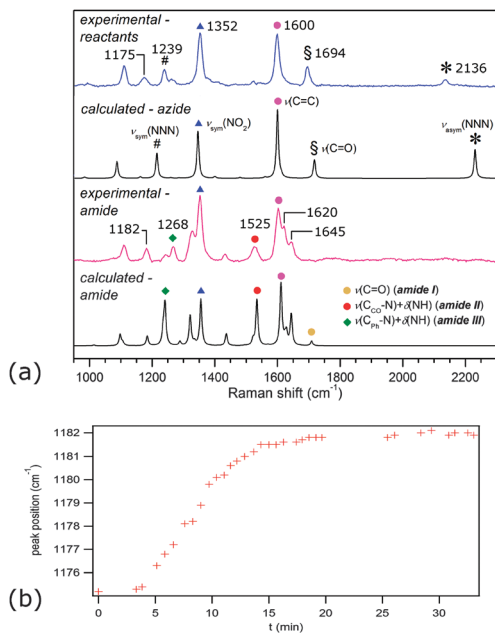 (a)
experimental -
reactants
1175
1239
#
1352
1600
§ 1694
* 2136
calculated - azide
νsym(NNN)
#
νsym(NO2)
ν(C=C)
§ ν(C=O)
νasym(NNN)
*
experimental -
amide
1182
1268
1525
1620
1645
calculated -
amide
ν(C=O) (amide I)
ν(CCO-N)+δ(NH) (amide II)
ν(CPh-N)+δ(NH) (amide III)
1000 1200 1400 1600 1800 2000 2200
Raman shift (cm-1)
(b)
peak position (cm-1)
1182
1181
1180
1179
1178
1177
1176
0 5 10 15 20 25 30
t (min)